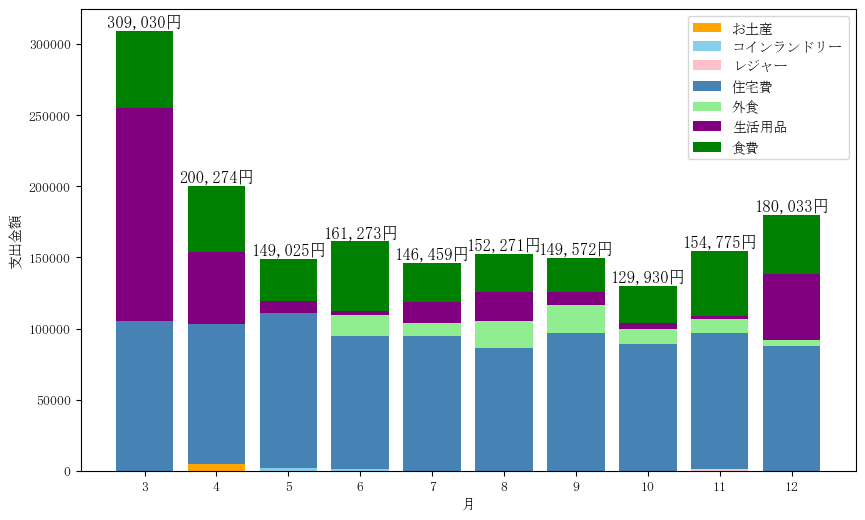 309,030円
200,274円
149,025円
161,273円
146,459円
152,271円
149,572円
129,930円
154,775円
180,033円
お土産
コインランドリー
レジャー
住宅費
外食
生活用品
食費
支出金額
300000
250000
200000
150000
100000
50000
0
3 4 5 6 7 8 9 10 11 12
月